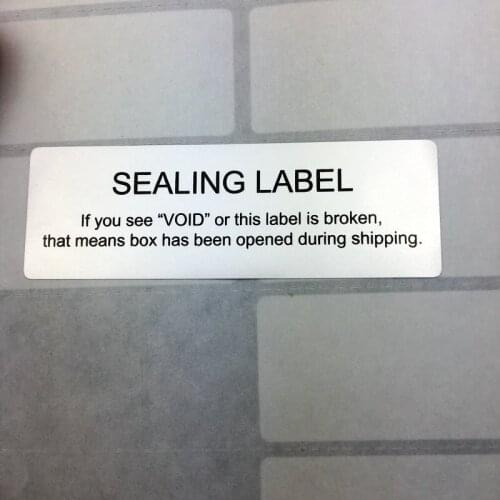 SEALING LABEL
If you see “VOID” or this label is broken,
that means box has been opened during shipping.